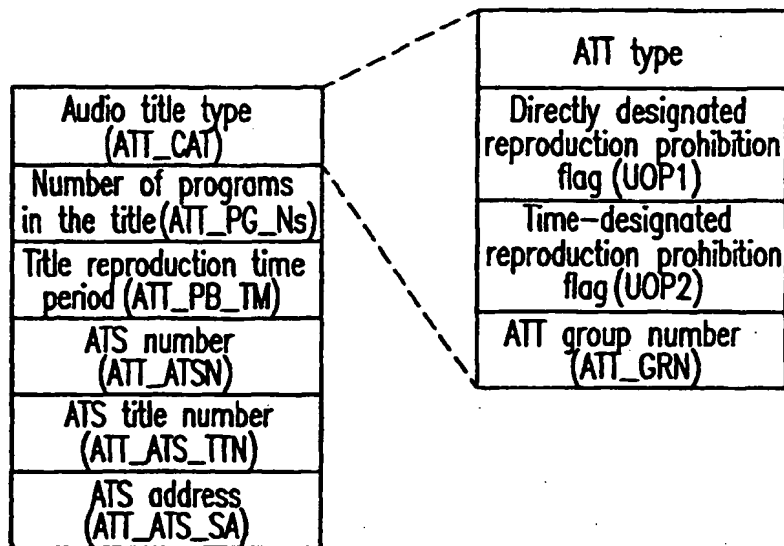 Audio title type
(ATT_CAT)
Number of programs
in the title (ATT_PG_Ns)
Title reproduction time
period (ATT_PB_TM)
ATS number
(ATT_ATSN)
ATS title number
(ATT_ATS_TTN)
ATS address
(ATT_ATS_SA)
ATT type
Directly designated
reproduction prohibition
flag (UOP1)
Time-designated
reproduction prohibition
flag (UOP2)
ATT group number
(ATT_GRN)